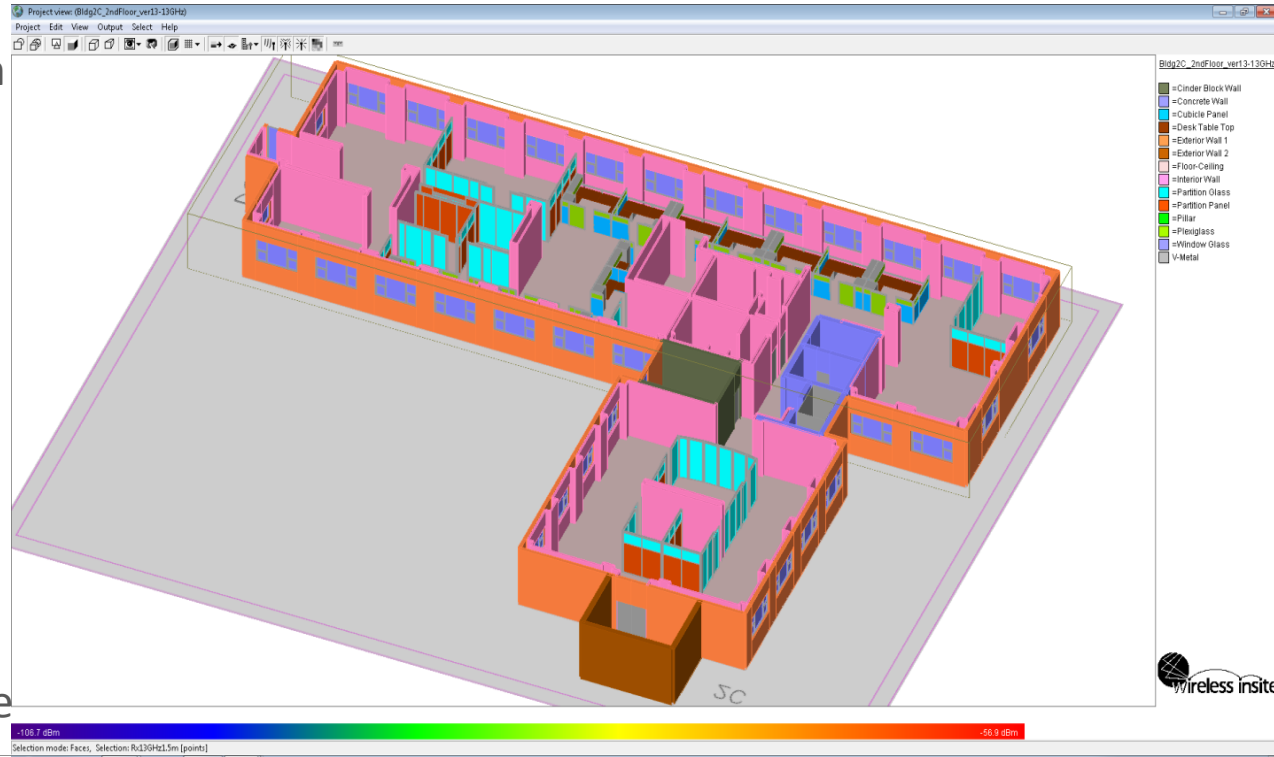 Project view: (Bldg2C_2ndFloor_ver13-13GHz)
Project Edit View Output Select Help
Bldg2C_2ndFloor_ver13-13GHz
=Cinder Block Wall
=Concrete Wall
=Cubicle Panel
=Desk Table Top
=Exterior Wall 1
=Exterior Wall 2
=Floor-Ceiling
=Interior Wall
=Partition Glass
=Partition Panel
=Pillar
=Plexiglass
=Window Glass
V-Metal
2C
wireless insite
e
-106.7 dBm
-56.9 dBm
Selection mode: Faces, Selection: Rx13GHz1.5m [points]